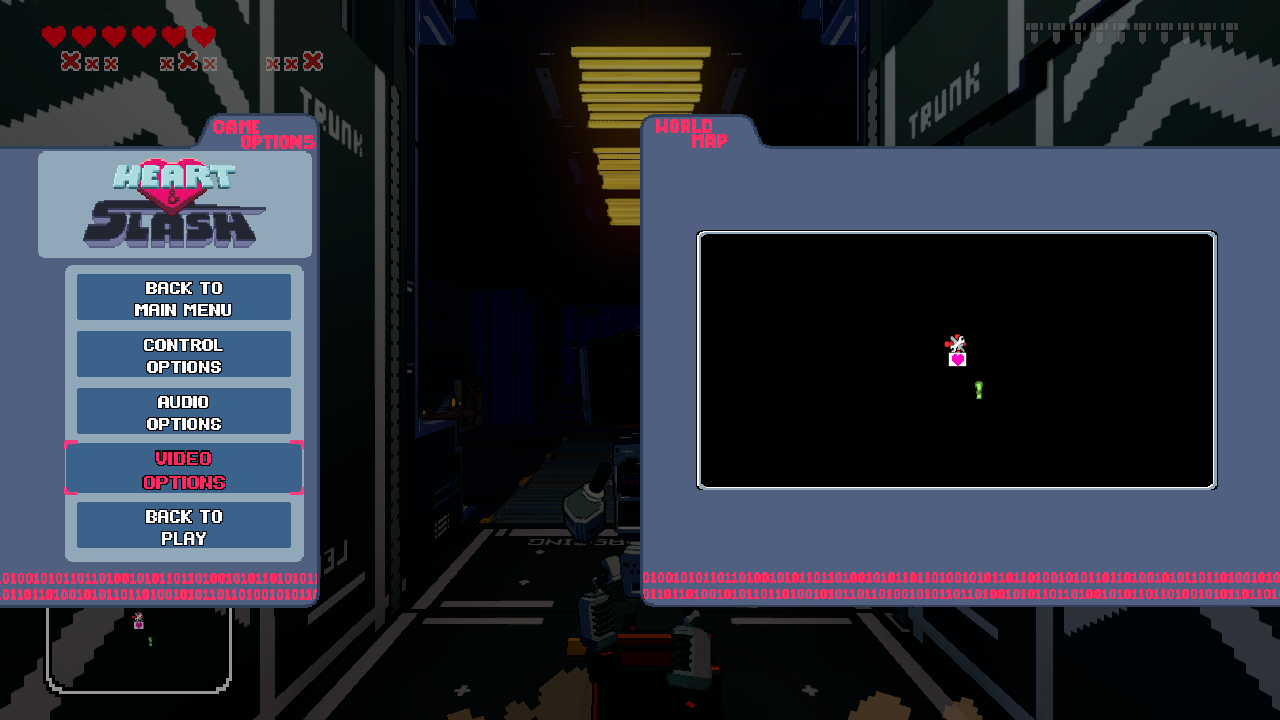 TRUNK
TRUNK
GAME
OPTIONS
WORLD
MAP
HEART
&
SLASH
BACK TO
MAIN MENU
CONTROL
OPTIONS
AUDIO
OPTIONS
VIDEO
OPTIONS
BACK TO
PLAY